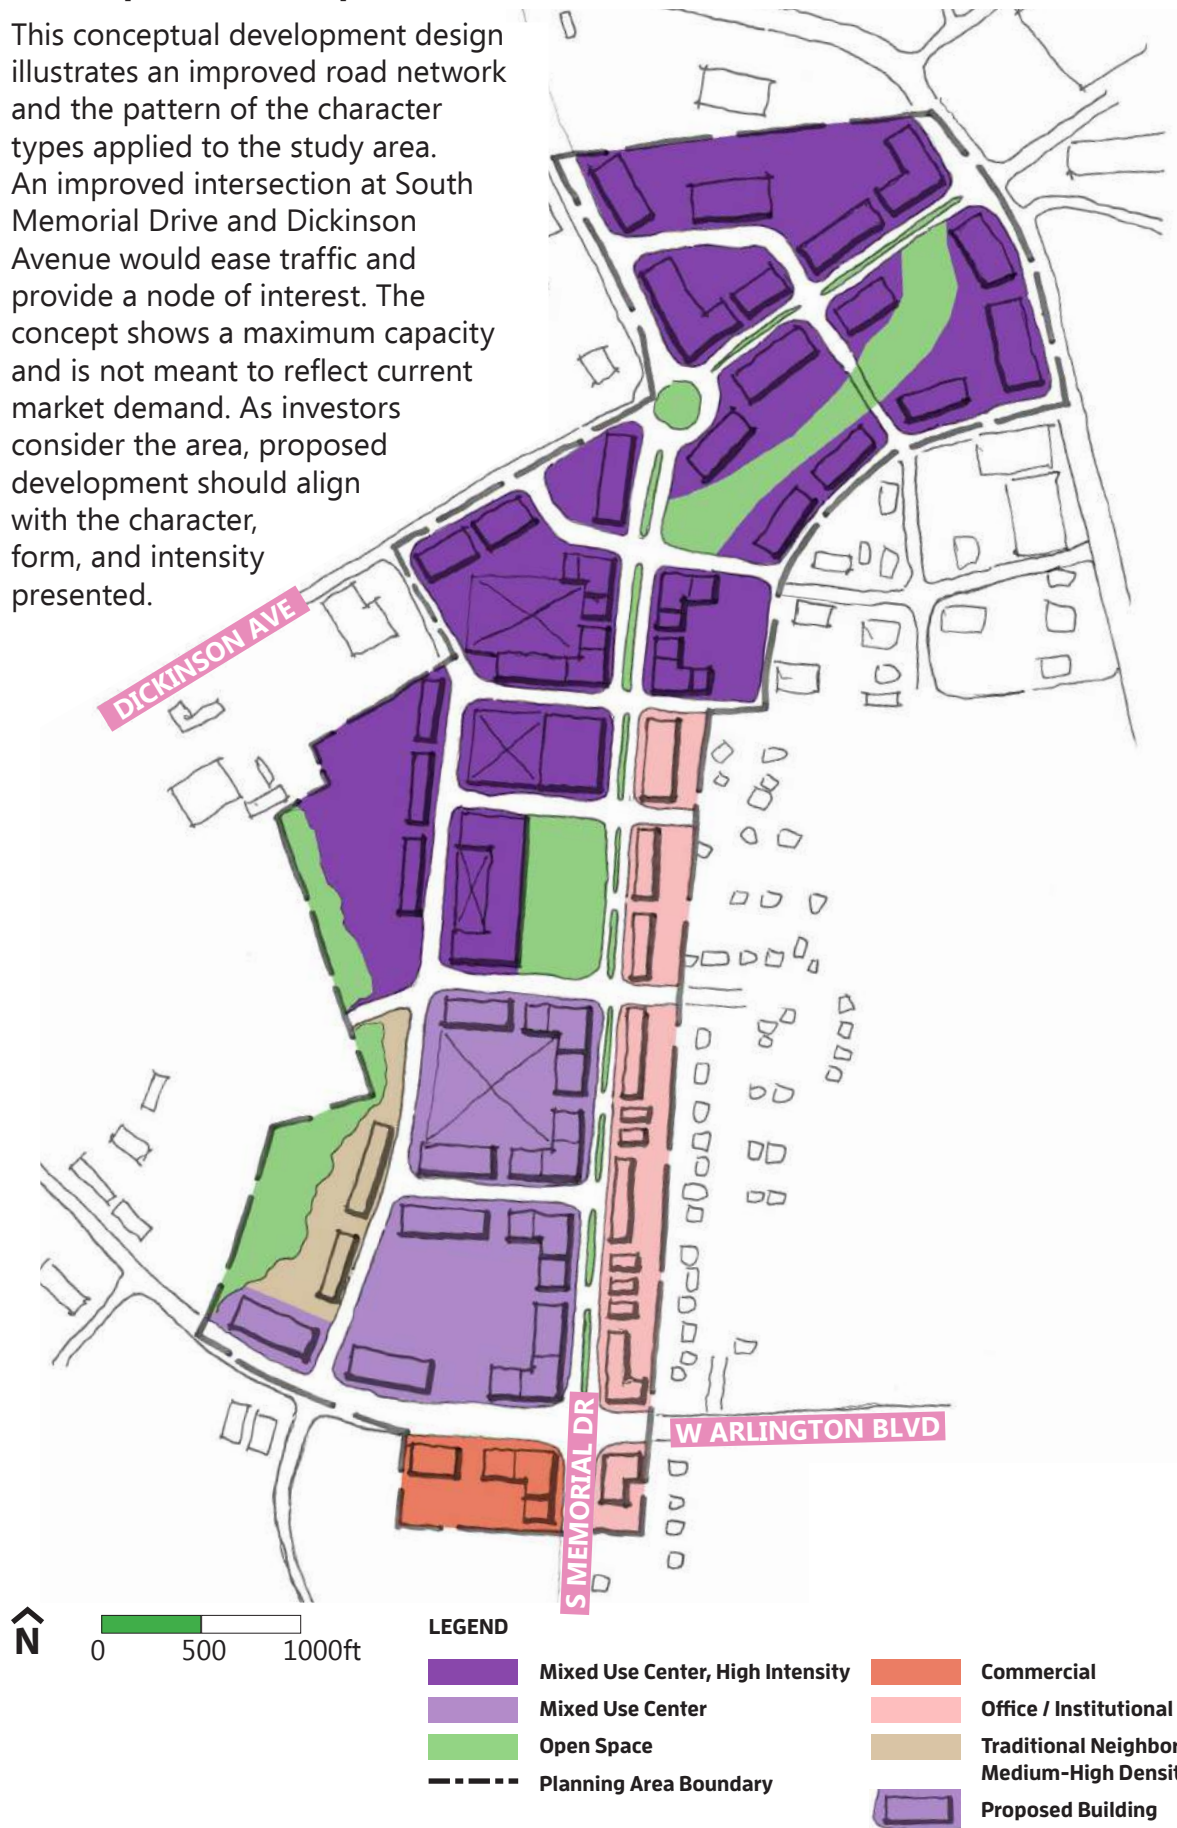 This conceptual development design
illustrates an improved road network
and the pattern of the character
types applied to the study area.
An improved intersection at South
Memorial Drive and Dickinson
Avenue would ease traffic and
provide a node of interest. The
concept shows a maximum capacity
and is not meant to reflect current
market demand. As investors
consider the area, proposed
development should align
with the character,
form, and intensity
presented.
DICKINSON AVE
W ARLINGTON BLVD
S MEMORIAL DR
N
0 500 1000ft
LEGEND
Mixed Use Center, High Intensity
Mixed Use Center
Open Space
Planning Area Boundary
Commercial
Office / Institutional
Traditional Neighbor
Medium-High Densit
Proposed Building